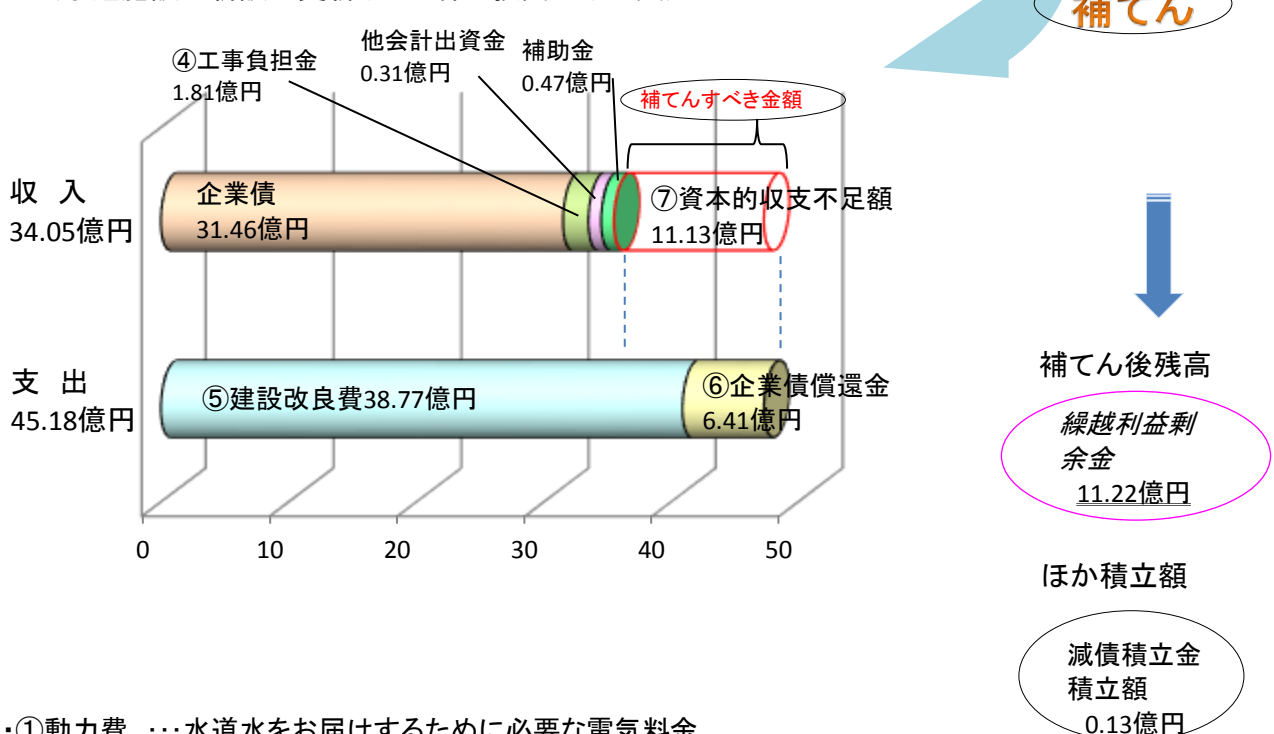 補てん
④工事負担金
1.81億円
他会計出資金
0.31億円
補助金
0.47億円
補てんすべき金額
収 入
34.05億円
企業債
31.46億円
⑦資本的収支不足額
11.13億円
支 出
45.18億円
⑤建設改良費38.77億円
⑥企業債償還金
6.41億円
0 10 20 30 40 50
補てん後残高
繰越利益剰
余金
11.22億円
ほか積立額
減債積立金
積立額
0.13億円
・①動力費 ･･･水道水をお届けするために必要な電気料金